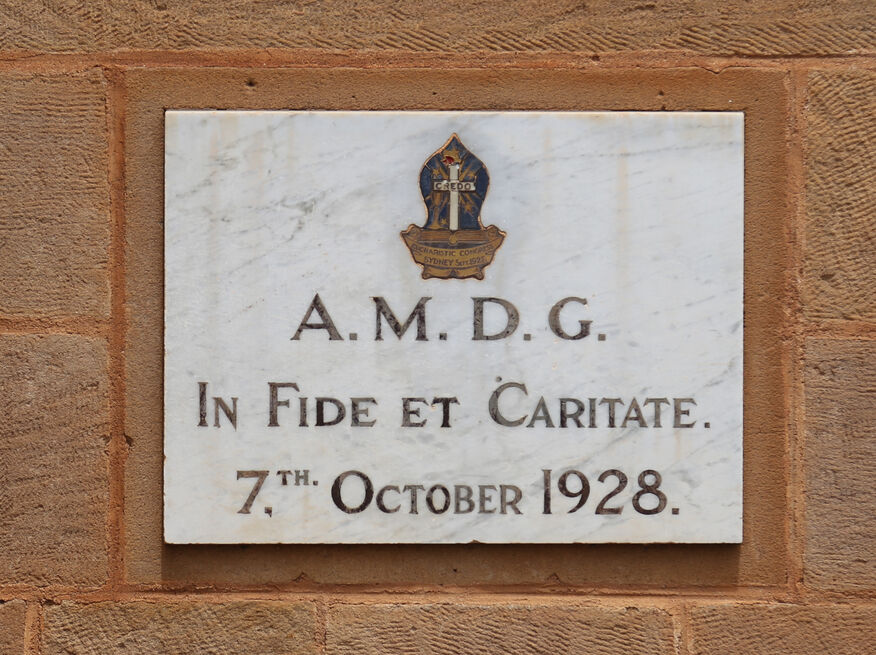 CREDO
EUCHARISTIC CONGRESS
SYDNEY SEPT. 1928
A. M. D. G.
IN FIDE ET CARITATE.
7.TH. OCTOBER 1928.